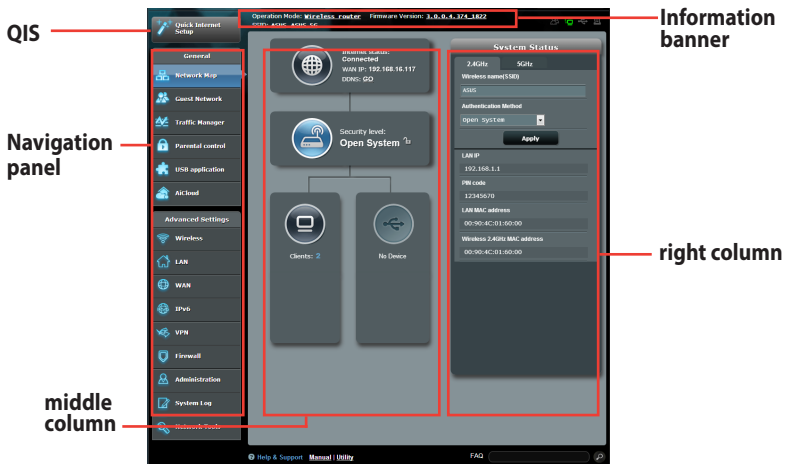 QIS
Information
banner
Navigation
panel
middle
column
right column
Quick Internet
Setup
Operation Mode: Wireless router Firmware Version: 3.0.0.4.374_1822
SSID: ASUS ASUS_5G
General
Network Map
Guest Network
Traffic Manager
Parental control
USB application
AiCloud
Advanced Settings
Wireless
LAN
WAN
IPv6
VPN
Firewall
Administration
System Log
Network Tools
Internet status:
Connected
WAN IP: 192.168.16.117
DDNS: GO
Security level:
Open System
Clients: 2
No Device
System Status
2.4GHz 5GHz
Wireless name(SSID)
ASUS
Authentication Method
Open System
Apply
LAN IP
192.168.1.1
PIN code
12345670
LAN MAC address
00:90:4C:01:60:00
Wireless 2.4GHz MAC address
00:90:4C:01:60:00
Help & Support Manual | Utility
FAQ